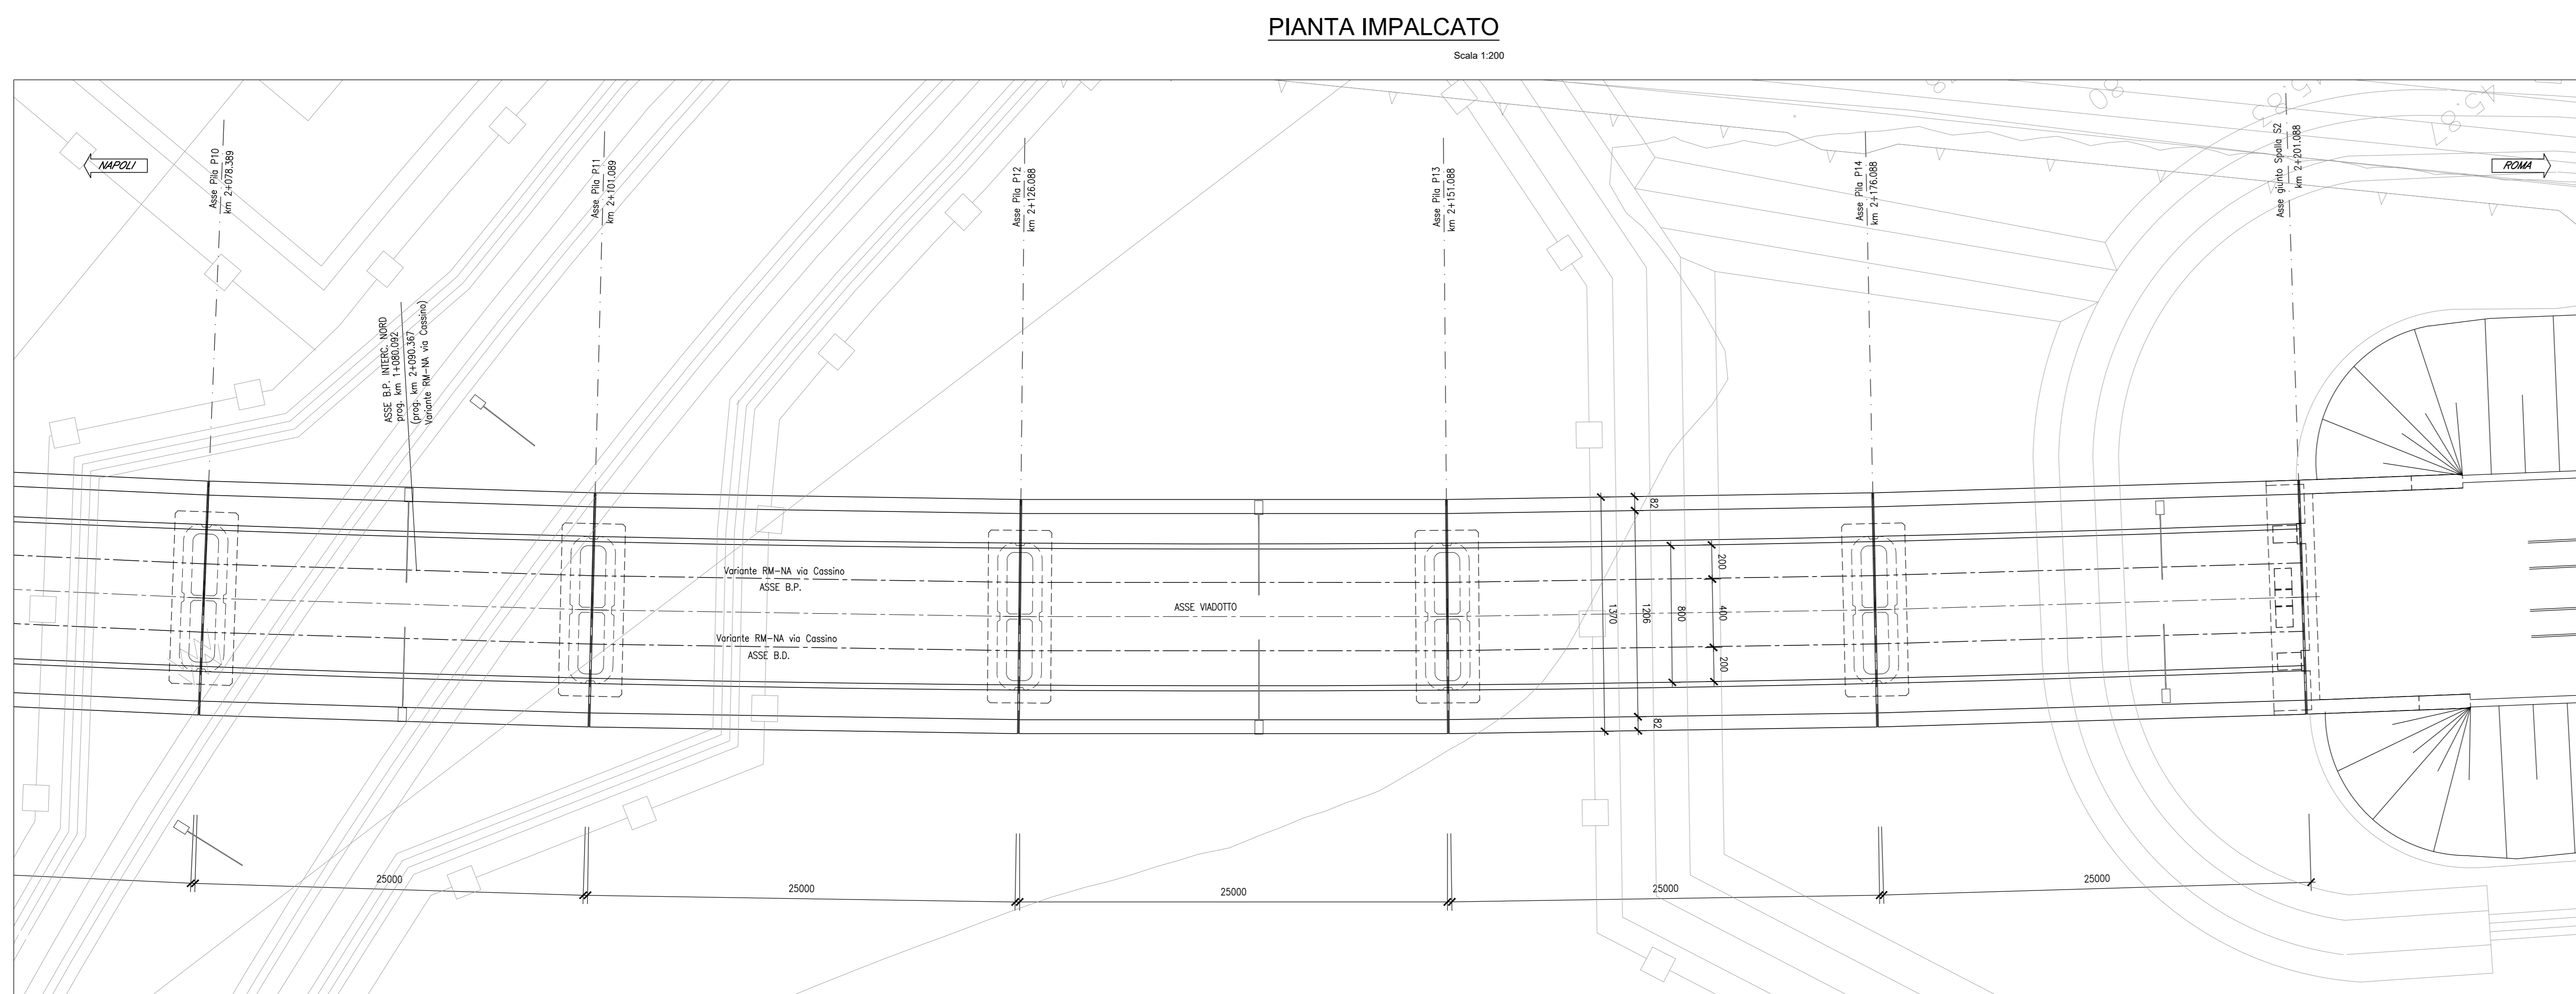 PIANTA IMPALCATO
Scala 1:200
NAPOLI
Asse Pila P10
km 2+078.389
Asse Pila P11
km 2+101.089
Asse Pila P12
km 2+126.088
Asse Pila P13
km 2+151.088
Asse Pila P14
km 2+176.088
Asse giunto Spalla S2
km 2+201.088
ROMA
ASSE B.P. INTERC. NORD
prog. km 1+080.092
(prog. km 2+090.367
Variante RM-NA via Cassino)
Variante RM-NA via Cassino
ASSE B.P.
ASSE VIADOTTO
Variante RM-NA via Cassino
ASSE B.D.
82
200
1370
1206
800
400
200
82
25000
25000
25000
25000
25000